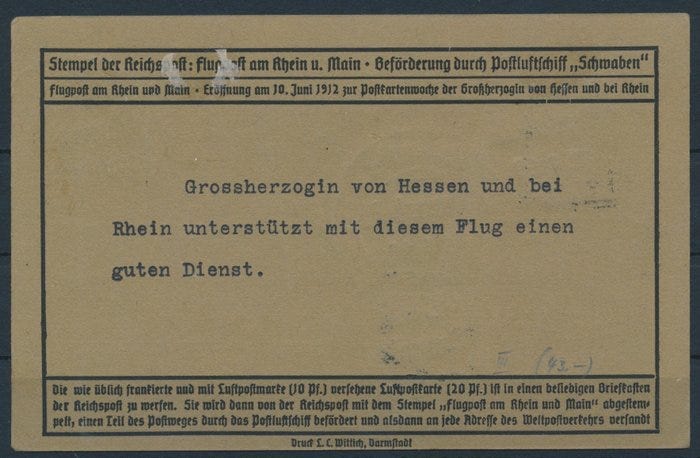 Stempel der Reichspost: Flugpost am Rhein u. Main · Beförderung durch Postluftschiff „Schwaben“
Flugpost am Rhein und Main · Eröffnung am 10. Juni 1912 zur Postkartenwoche der Großherzogin von Hessen und bei Rhein
Grossherzogin von Hessen und bei
Rhein unterstützt mit diesem Flug einen
guten Dienst.
III (43.-)
Die wie üblich frankierte und mit Luftpostmarke (10 Pf.) versehene Luftpostkarte (20 Pf.) ist in einen beliebigen Briefkasten
der Reichspost zu werfen. Sie wird dann von der Reichspost mit dem Stempel „Flugpost am Rhein und Main“ abgestem-
pelt, einen Teil des Postweges durch das Postluftschiff befördert und alsdann an jede Adresse des Weltpostverkehrs versandt
Druck L. C. Wittich, Darmstadt